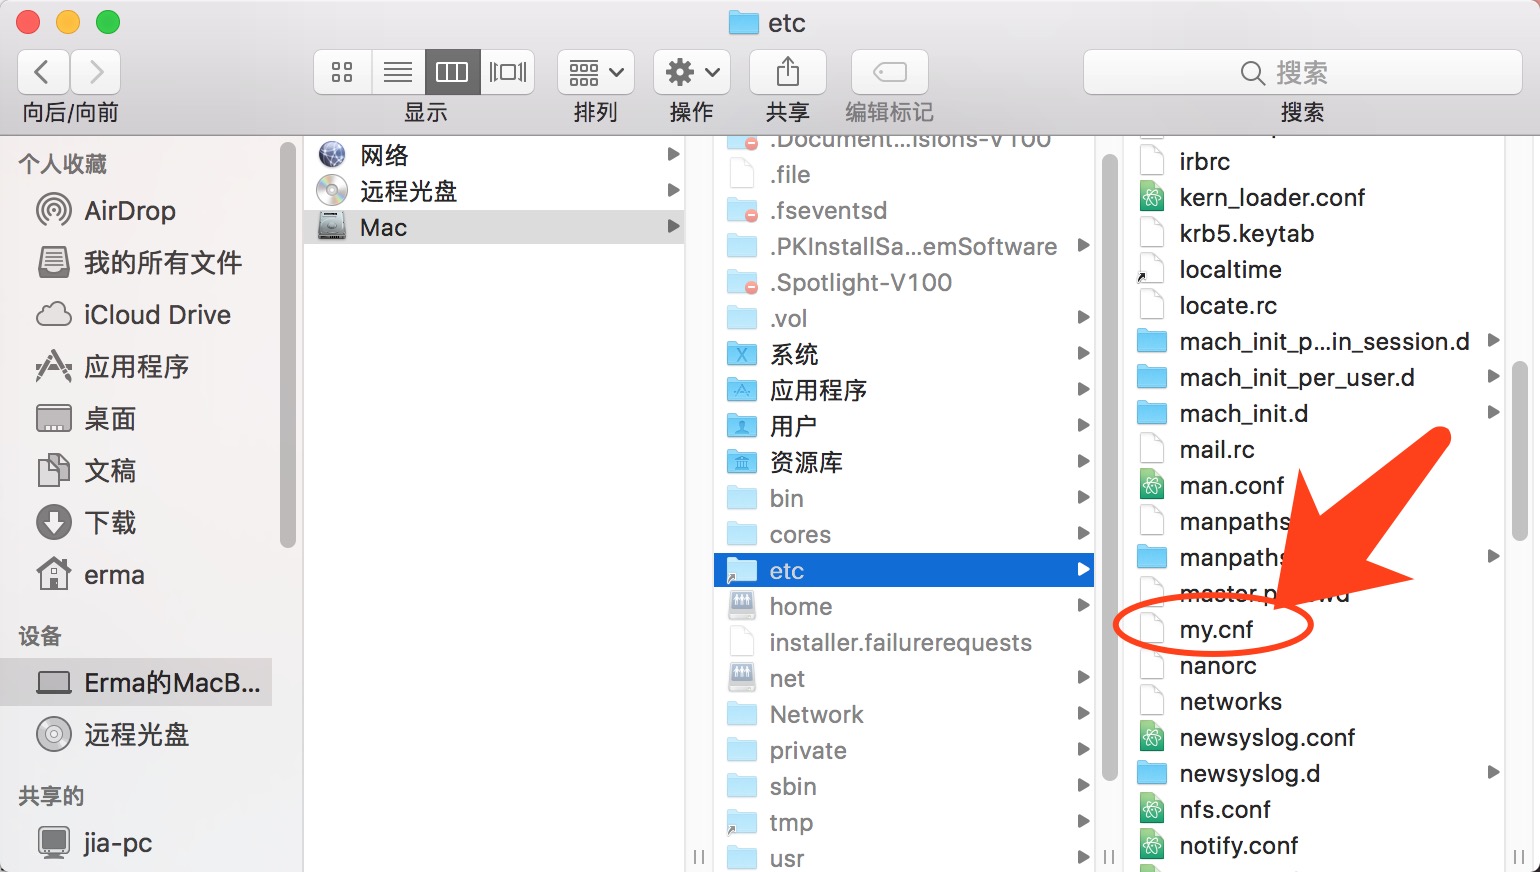 etc
搜索
向后/向前
显示
排列
操作
共享
编辑标记
搜索
个人收藏
AirDrop
我的所有文件
iCloud Drive
应用程序
桌面
文稿
下载
erma
设备
Erma的MacB...
远程光盘
共享的
jia-pc
网络
远程光盘
Mac
.Document...isions-V100
.file
.fseventsd
.PKInstallSa...emSoftware
.Spotlight-V100
.vol
系统
应用程序
用户
资源库
bin
cores
etc
home
installer.failurerequests
net
Network
private
sbin
tmp
usr
irbrc
kern_loader.conf
krb5.keytab
localtime
locate.rc
mach_init_p...in_session.d
mach_init_per_user.d
mach_init.d
mail.rc
man.conf
manpaths
manpaths
my.cnf
nanorc
networks
newsyslog.conf
newsyslog.d
nfs.conf
notify.conf